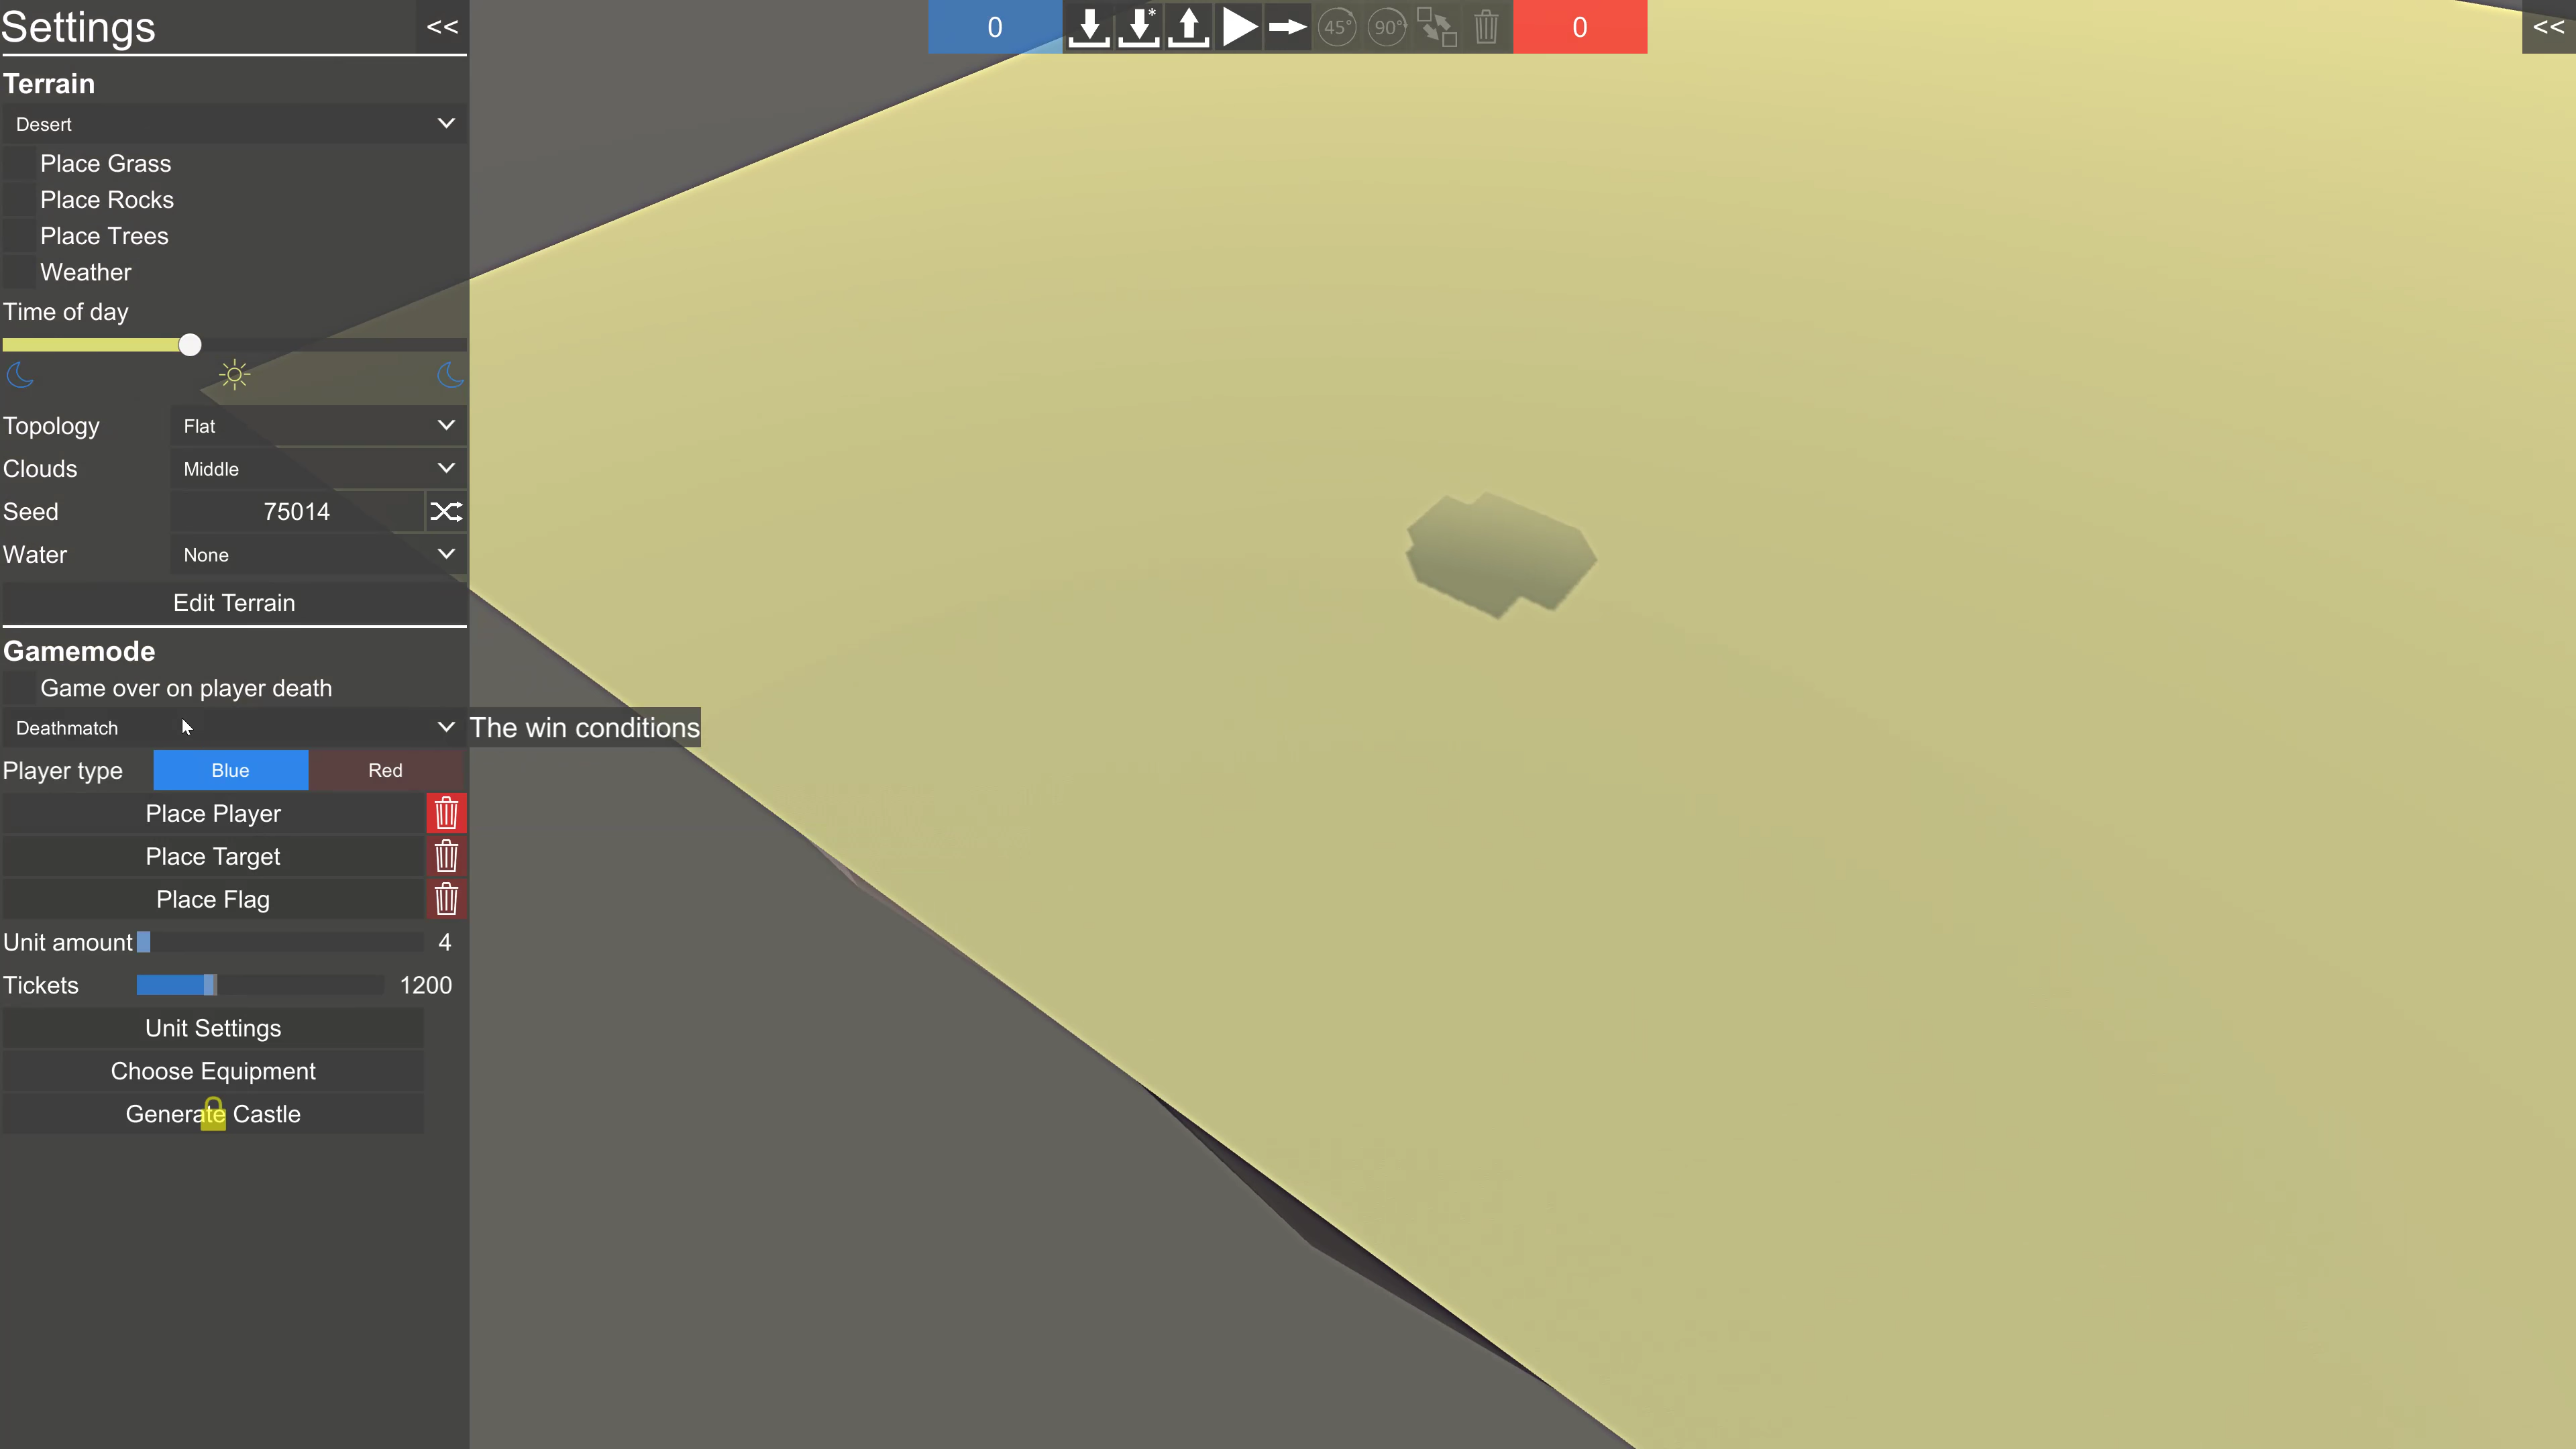 Settings <<
0 * 45° 90° 0 <<
Terrain
Desert
Place Grass
Place Rocks
Place Trees
Weather
Time of day
Topology Flat
Clouds Middle
Seed 75014
Water None
Edit Terrain
Gamemode
Game over on player death
Deathmatch The win conditions
Player type Blue Red
Place Player
Place Target
Place Flag
Unit amount 4
Tickets 1200
Unit Settings
Choose Equipment
Generate Castle